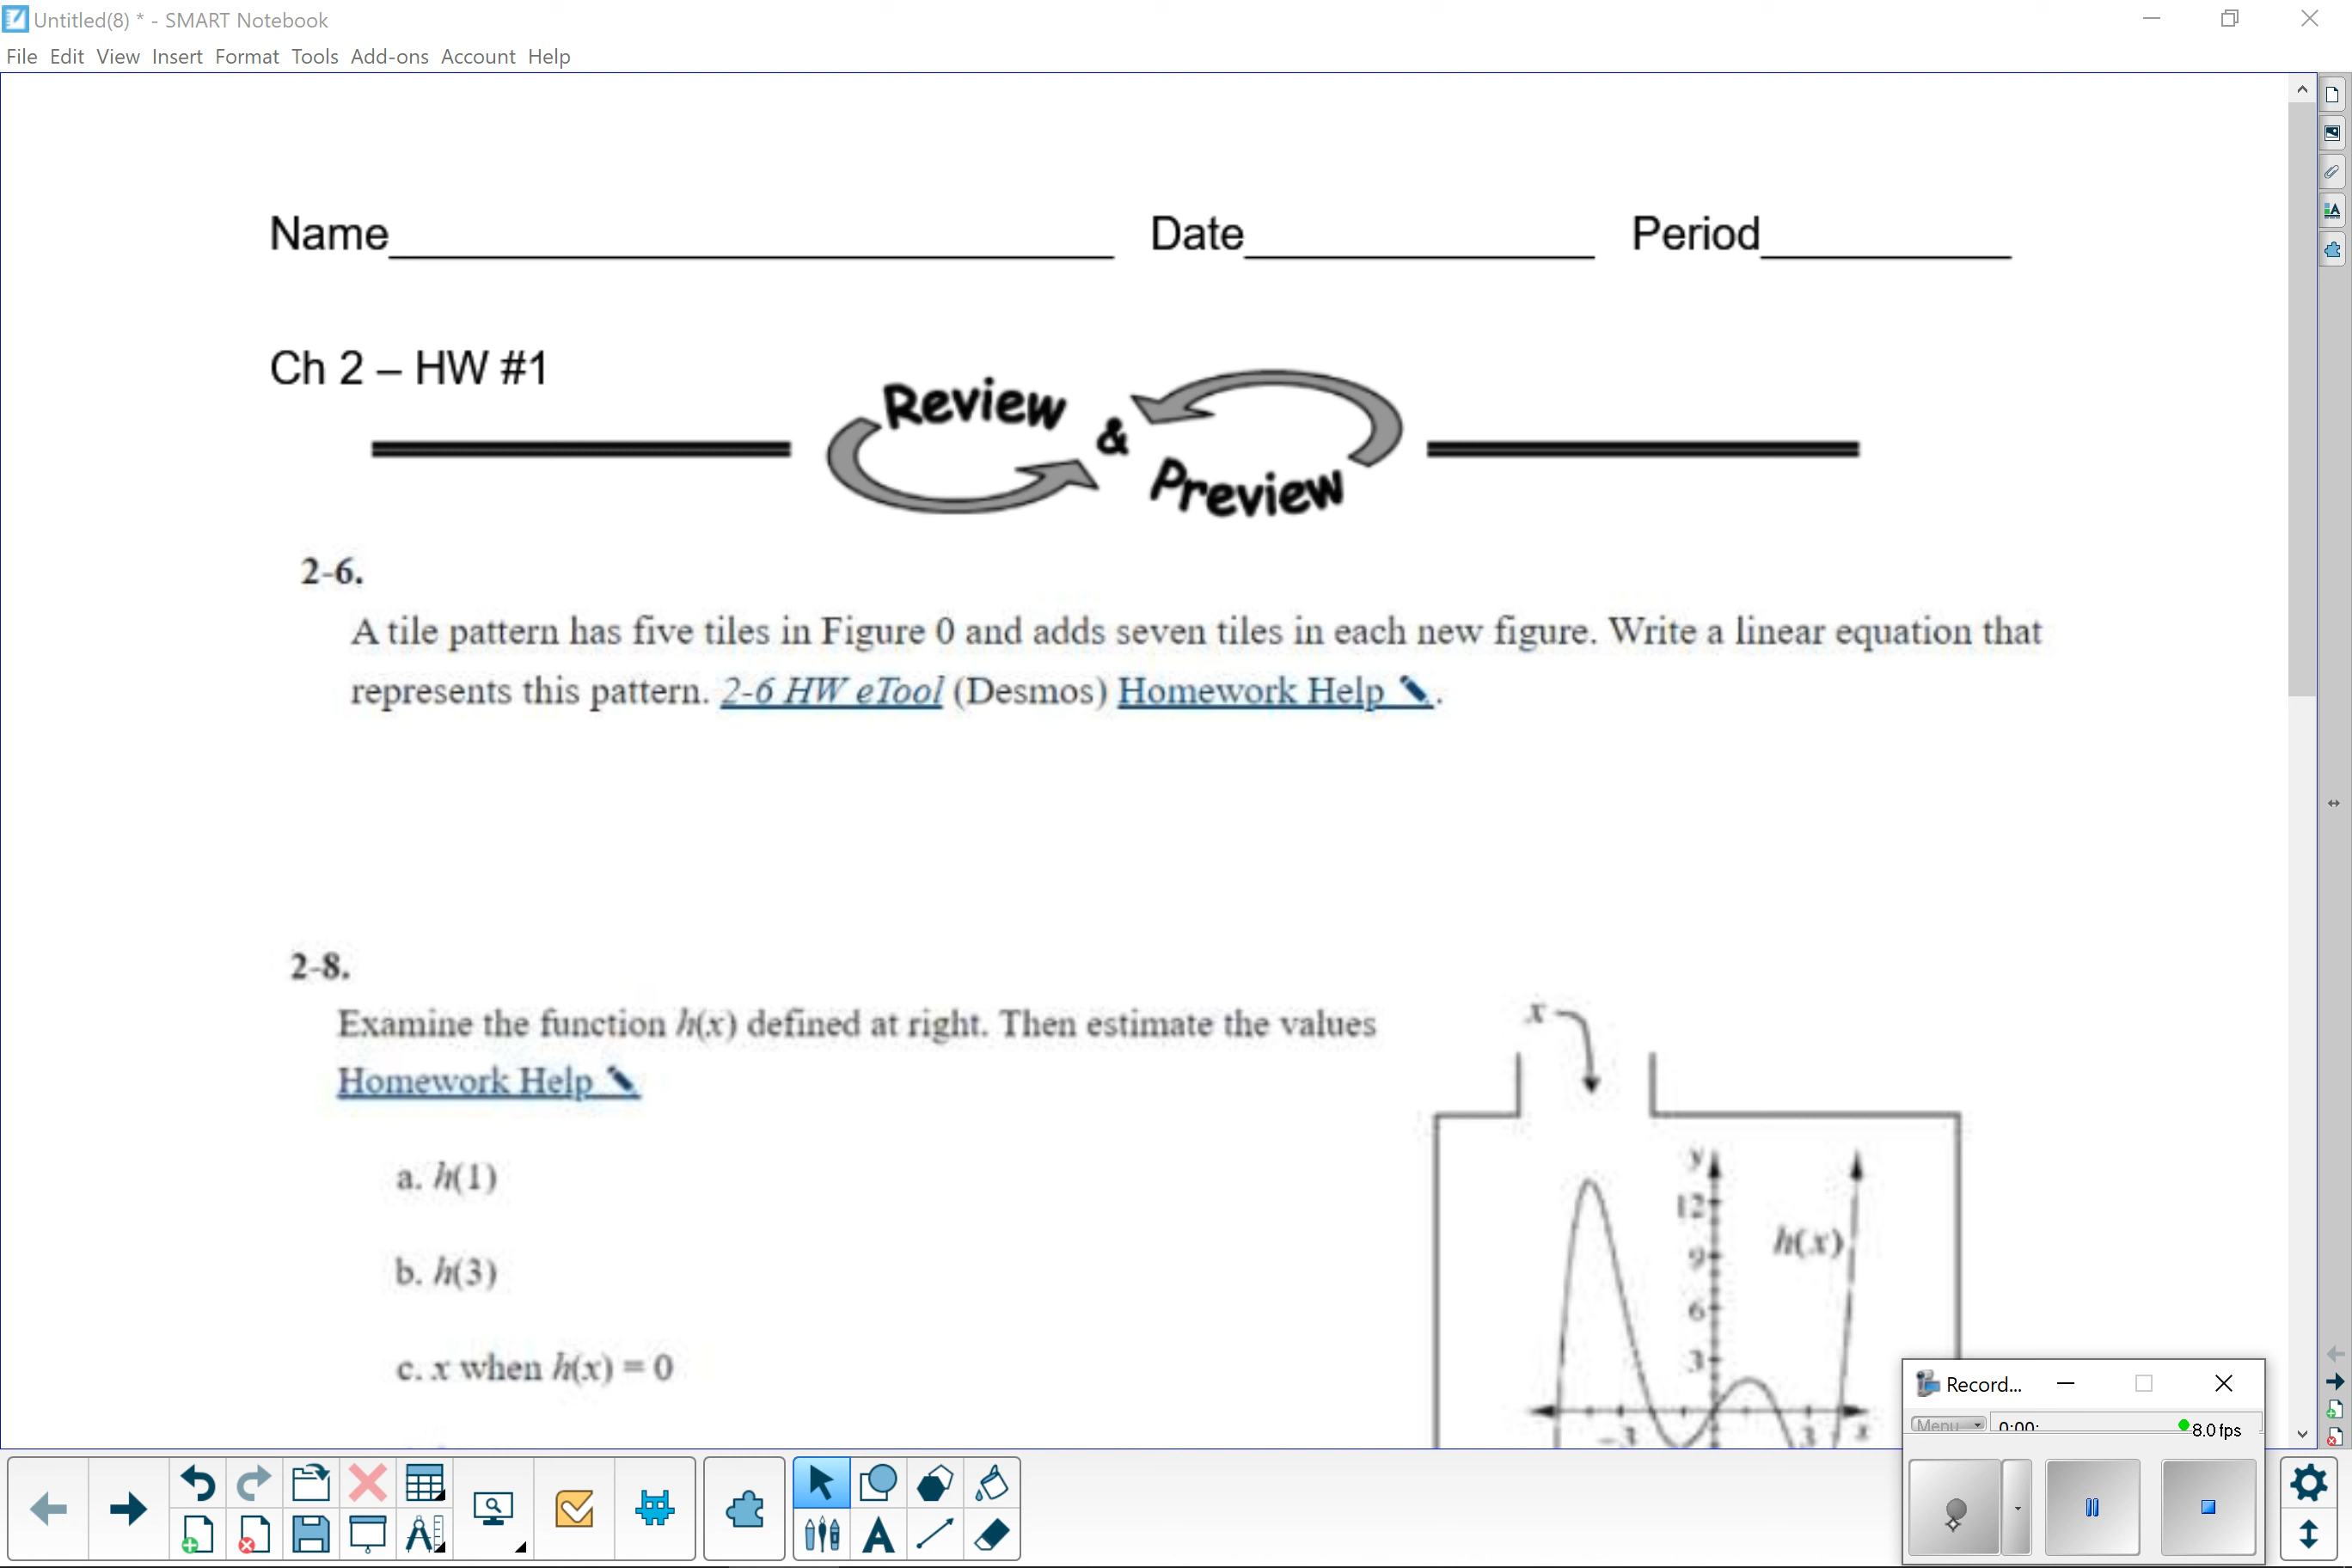 Untitled(8) * - SMART Notebook
File Edit View Insert Format Tools Add-ons Account Help
Name Date Period
Ch 2 – HW #1
Review & Preview
2-6.
A tile pattern has five tiles in Figure 0 and adds seven tiles in each new figure. Write a linear equation that
represents this pattern. 2-6 HW eTool (Desmos) Homework Help .
2-8.
Examine the function h(x) defined at right. Then estimate the values
Homework Help
x
a. h(1)
y
12
b. h(3)
h(x)
9
6
3
c. x when h(x) = 0
-3 3 x
Record...
Menu 0:00: 8.0 fps